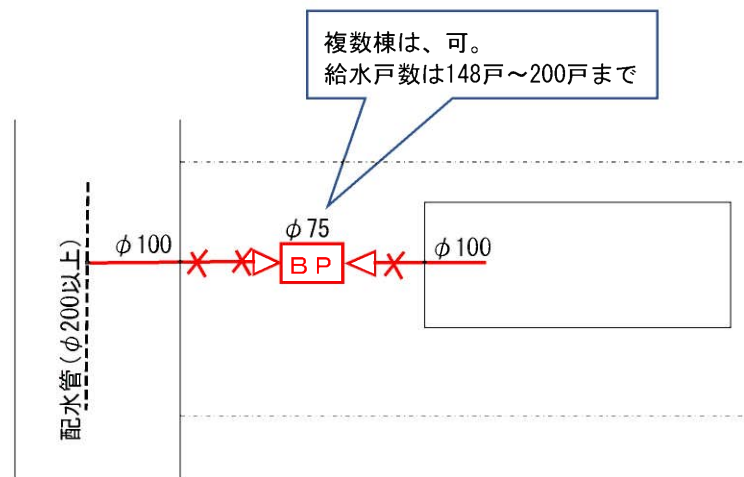 複数棟は、可。
給水戸数は148戸～200戸まで
φ75
φ100
BP
φ100
配水管(φ200以上)